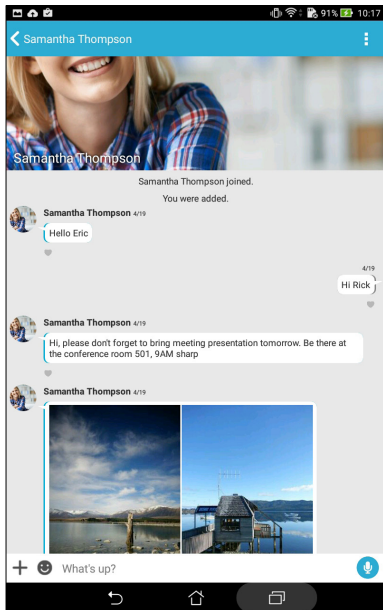 91% 10:17
Samantha Thompson
Samantha Thompson
Samantha Thompson joined.
You were added.
Samantha Thompson 4/19
Hello Eric
4/19
Hi Rick
Samantha Thompson 4/19
Hi, please don't forget to bring meeting presentation tomorrow. Be there at
the conference room 501, 9AM sharp
Samantha Thompson 4/19
What's up?